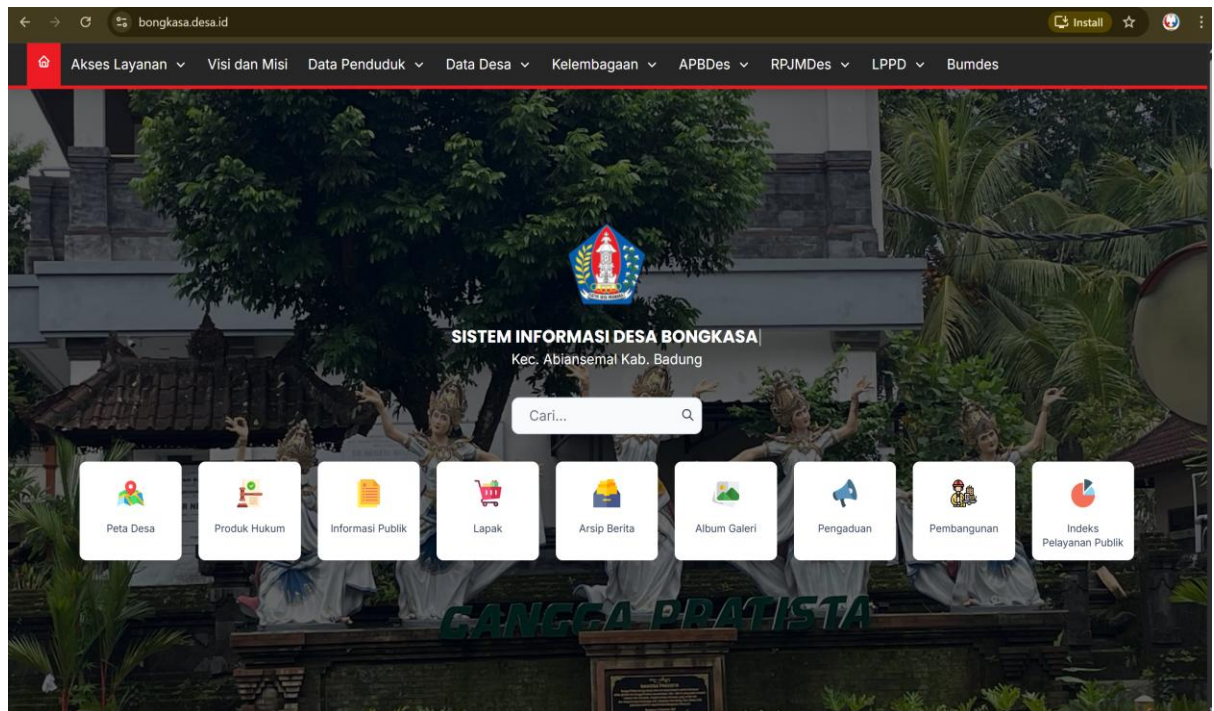 bongkasa.desa.id
Install
Akses Layanan Visi dan Misi Data Penduduk Data Desa Kelembagaan APBDes RPJMDes LPPD Bumdes
SISTEM INFORMASI DESA BONGKASA
Kec. Abiansemal Kab. Badung
Cari...
Peta Desa
Produk Hukum
Informasi Publik
Lapak
Arsip Berita
Album Galeri
Pengaduan
Pembangunan
Indeks
Pelayanan Publik
GANGGA PRATISTA